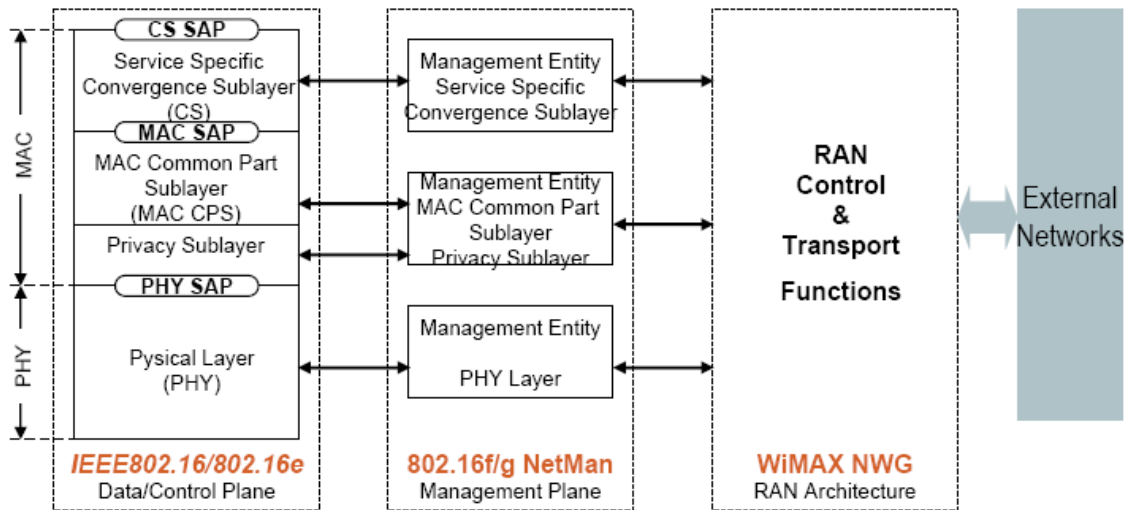 CS SAP
Service Specific
Convergence Sublayer
(CS)
MAC SAP
MAC Common Part
Sublayer
(MAC CPS)
Privacy Sublayer
PHY SAP
Pysical Layer
(PHY)
MAC
PHY
IEEE802.16/802.16e
Data/Control Plane
Management Entity
Service Specific
Convergence Sublayer
Management Entity
MAC Common Part
Sublayer
Privacy Sublayer
Management Entity
PHY Layer
802.16f/g NetMan
Management Plane
RAN
Control
&
Transport
Functions
WiMAX NWG
RAN Architecture
External
Networks